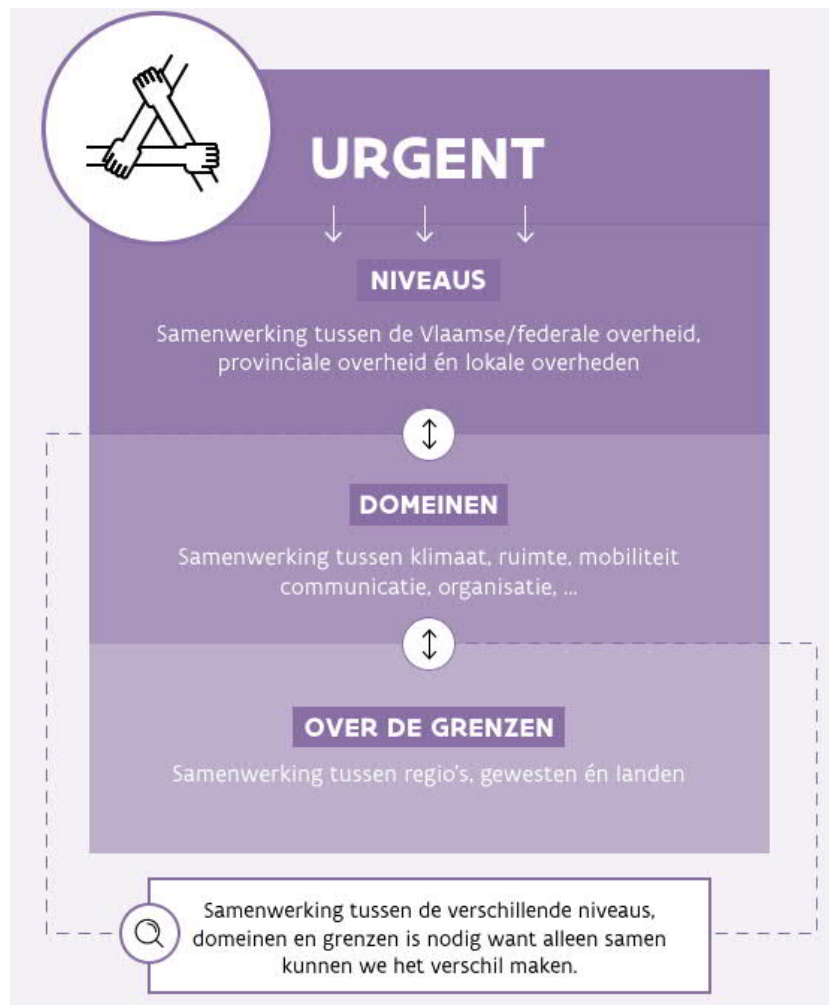 URGENT
NIVEAUS
Samenwerking tussen de Vlaamse/federale overheid,
provinciale overheid én lokale overheden
DOMEINEN
Samenwerking tussen klimaat, ruimte, mobiliteit
communicatie, organisatie, ...
OVER DE GRENZEN
Samenwerking tussen regio's, gewesten én landen
Samenwerking tussen de verschillende niveaus,
domeinen en grenzen is nodig want alleen samen
kunnen we het verschil maken.